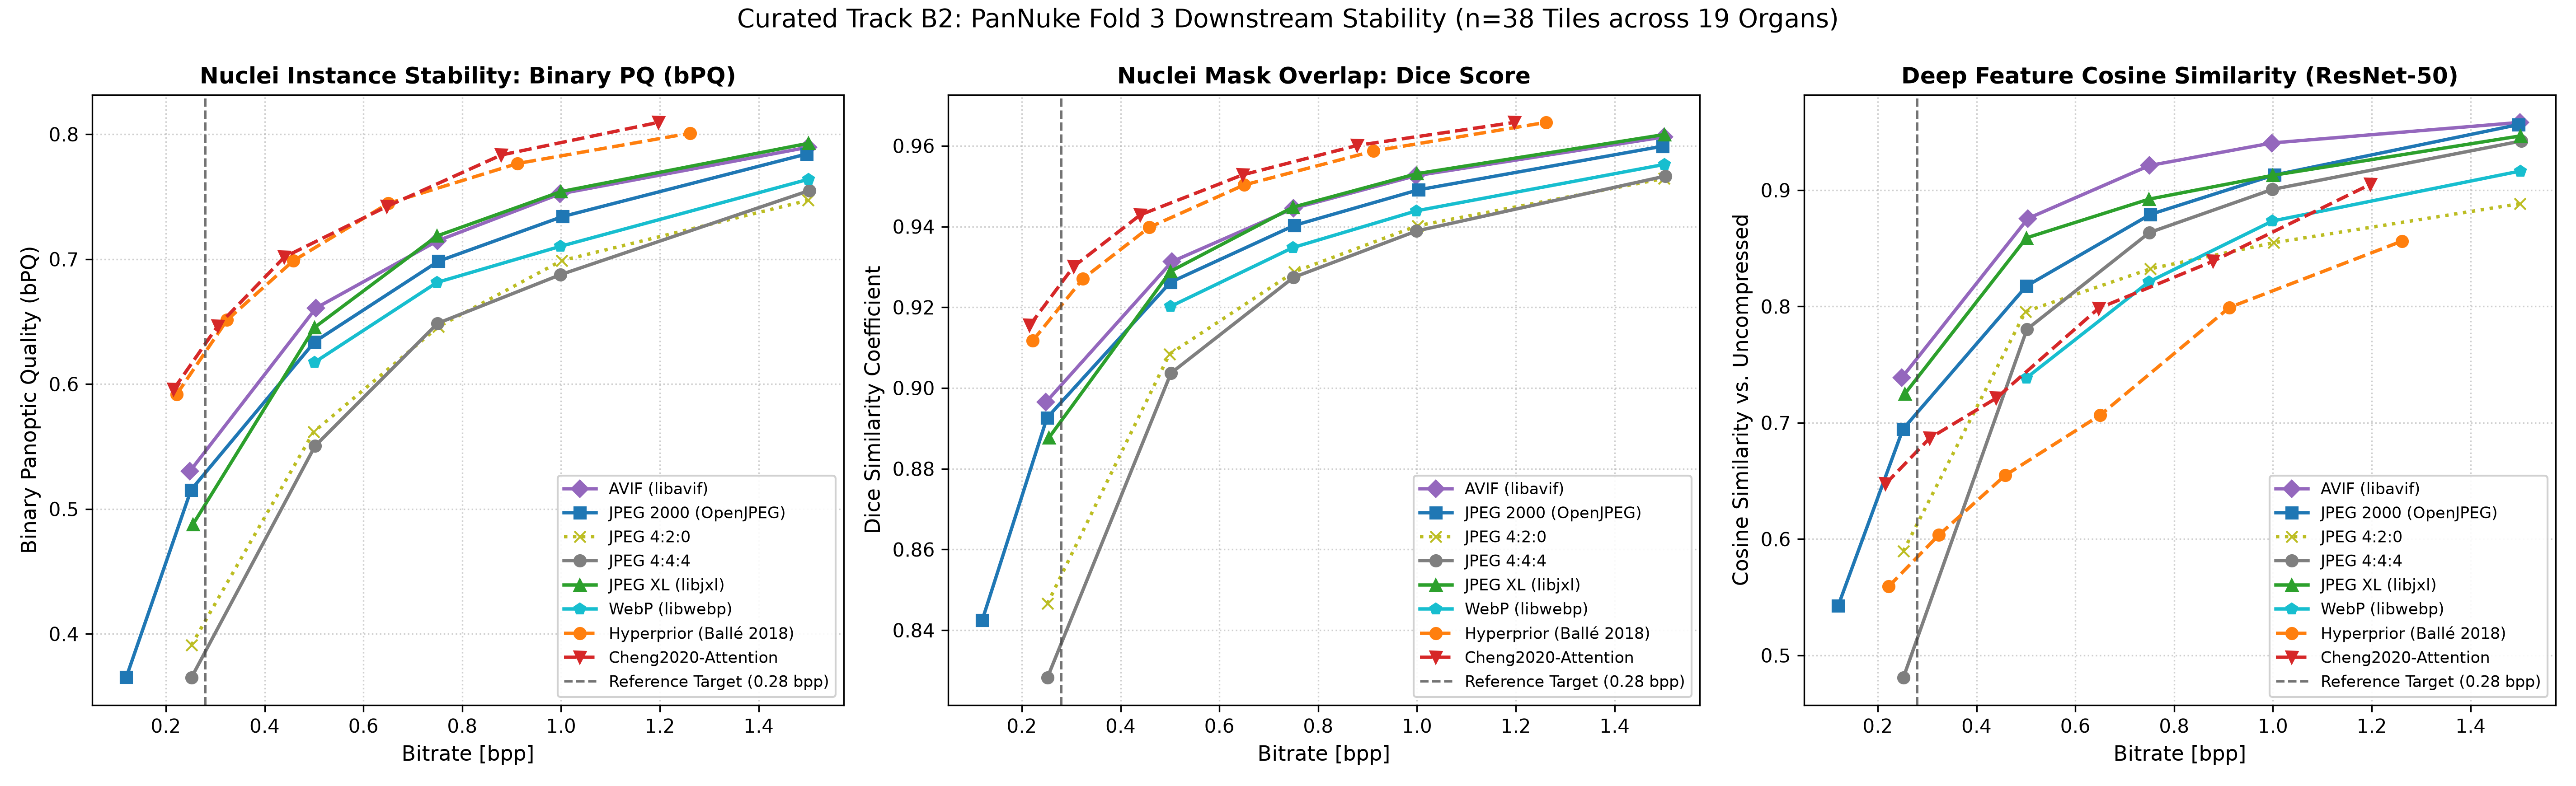 Curated Track B2: PanNuke Fold 3 Downstream Stability (n=38 Tiles across 19 Organs)
Nuclei Instance Stability: Binary PQ (bPQ)
Binary Panoptic Quality (bPQ)
0.8
0.7
0.6
0.5
0.4
AVIF (libavif)
JPEG 2000 (OpenJPEG)
JPEG 4:2:0
JPEG 4:4:4
JPEG XL (libjxl)
WebP (libwebp)
Hyperprior (Ballé 2018)
Cheng2020-Attention
Reference Target (0.28 bpp)
0.2 0.4 0.6 0.8 1.0 1.2 1.4
Bitrate [bpp]
Nuclei Mask Overlap: Dice Score
Dice Similarity Coefficient
0.96
0.94
0.92
0.90
0.88
0.86
0.84
AVIF (libavif)
JPEG 2000 (OpenJPEG)
JPEG 4:2:0
JPEG 4:4:4
JPEG XL (libjxl)
WebP (libwebp)
Hyperprior (Ballé 2018)
Cheng2020-Attention
Reference Target (0.28 bpp)
0.2 0.4 0.6 0.8 1.0 1.2 1.4
Bitrate [bpp]
Deep Feature Cosine Similarity (ResNet-50)
Cosine Similarity vs. Uncompressed
0.9
0.8
0.7
0.6
0.5
AVIF (libavif)
JPEG 2000 (OpenJPEG)
JPEG 4:2:0
JPEG 4:4:4
JPEG XL (libjxl)
WebP (libwebp)
Hyperprior (Ballé 2018)
Cheng2020-Attention
Reference Target (0.28 bpp)
0.2 0.4 0.6 0.8 1.0 1.2 1.4
Bitrate [bpp]